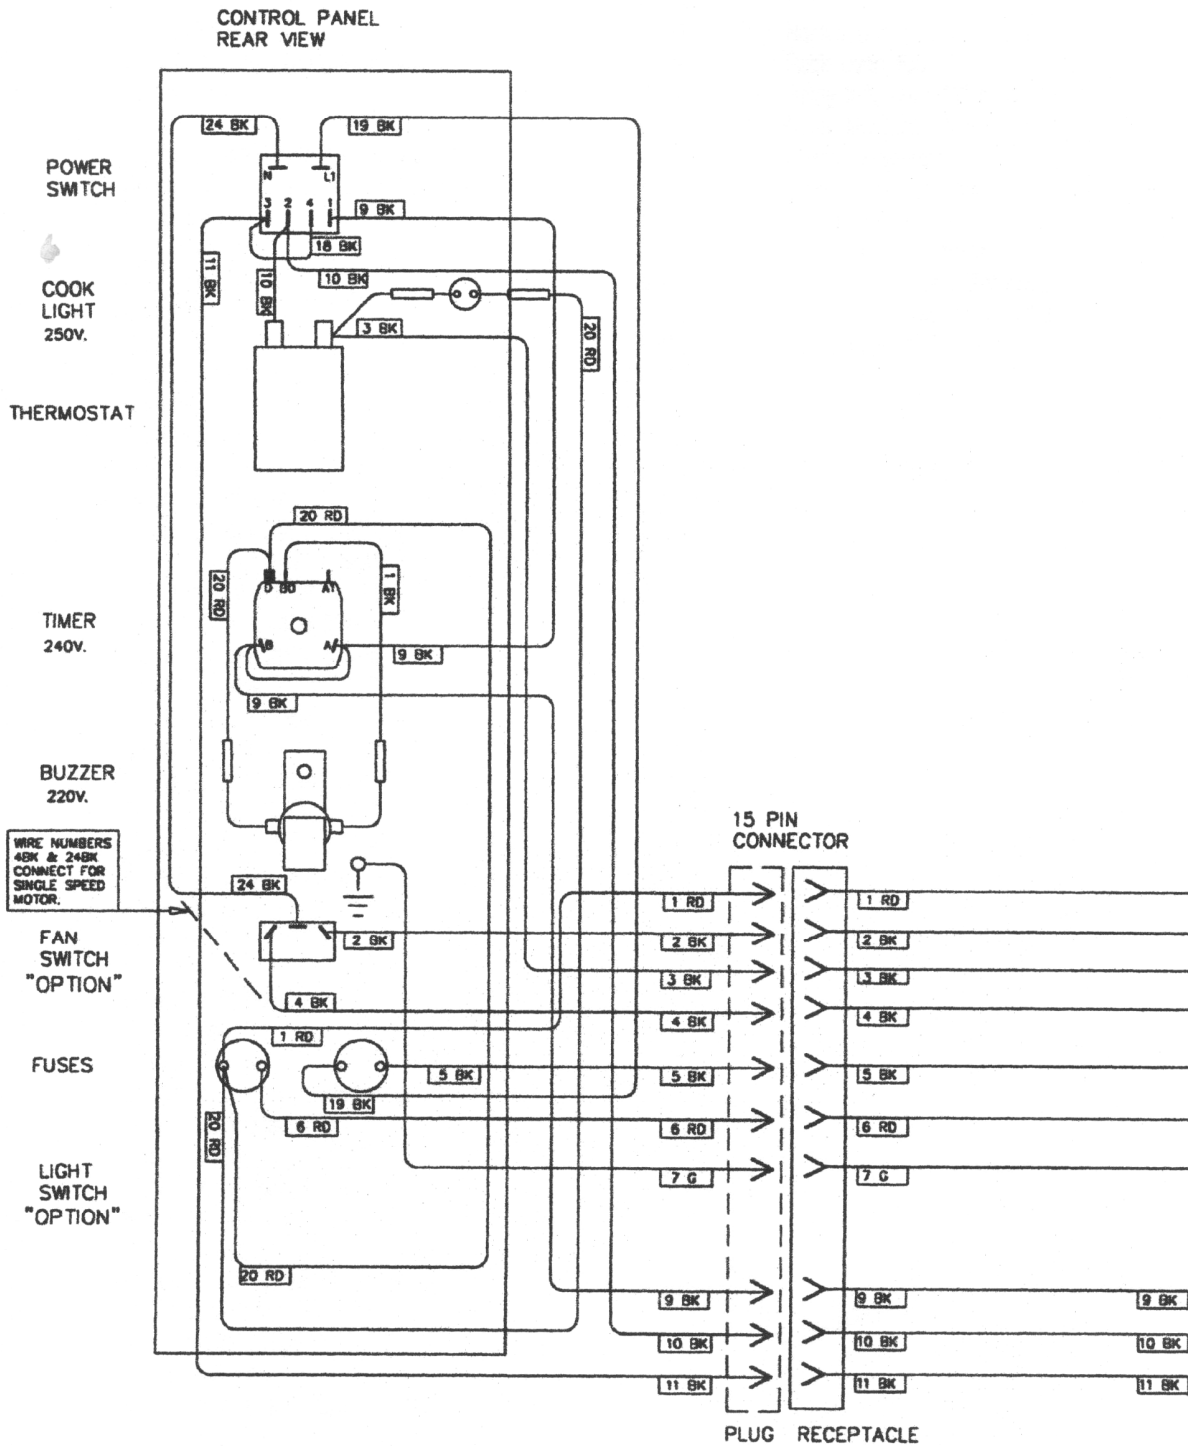 CONTROL PANEL
REAR VIEW
24 BK
19 BK
POWER
SWITCH
N
L1
3 2 4 1
9 BK
18 BK
11 BK
10 BK
10 BK
COOK
LIGHT
250V.
3 BK
20 RD
THERMOSTAT
20 RD
20 RD
D BO A1
1 BK
TIMER
240V.
B A
9 BK
9 BK
BUZZER
220V.
15 PIN
CONNECTOR
WIRE NUMBERS
4BK & 24BK
CONNECT FOR
SINGLE SPEED
MOTOR.
24 BK
1 RD
1 RD
FAN
SWITCH
"OPTION"
2 BK
2 BK
2 BK
3 BK
3 BK
4 BK
4 BK
4 BK
1 RD
FUSES
5 BK
5 BK
5 BK
19 BK
20 RD
6 RD
6 RD
6 RD
LIGHT
SWITCH
"OPTION"
7 G
7 G
20 RD
9 BK
9 BK
9 BK
10 BK
10 BK
10 BK
11 BK
11 BK
11 BK
PLUG RECEPTACLE